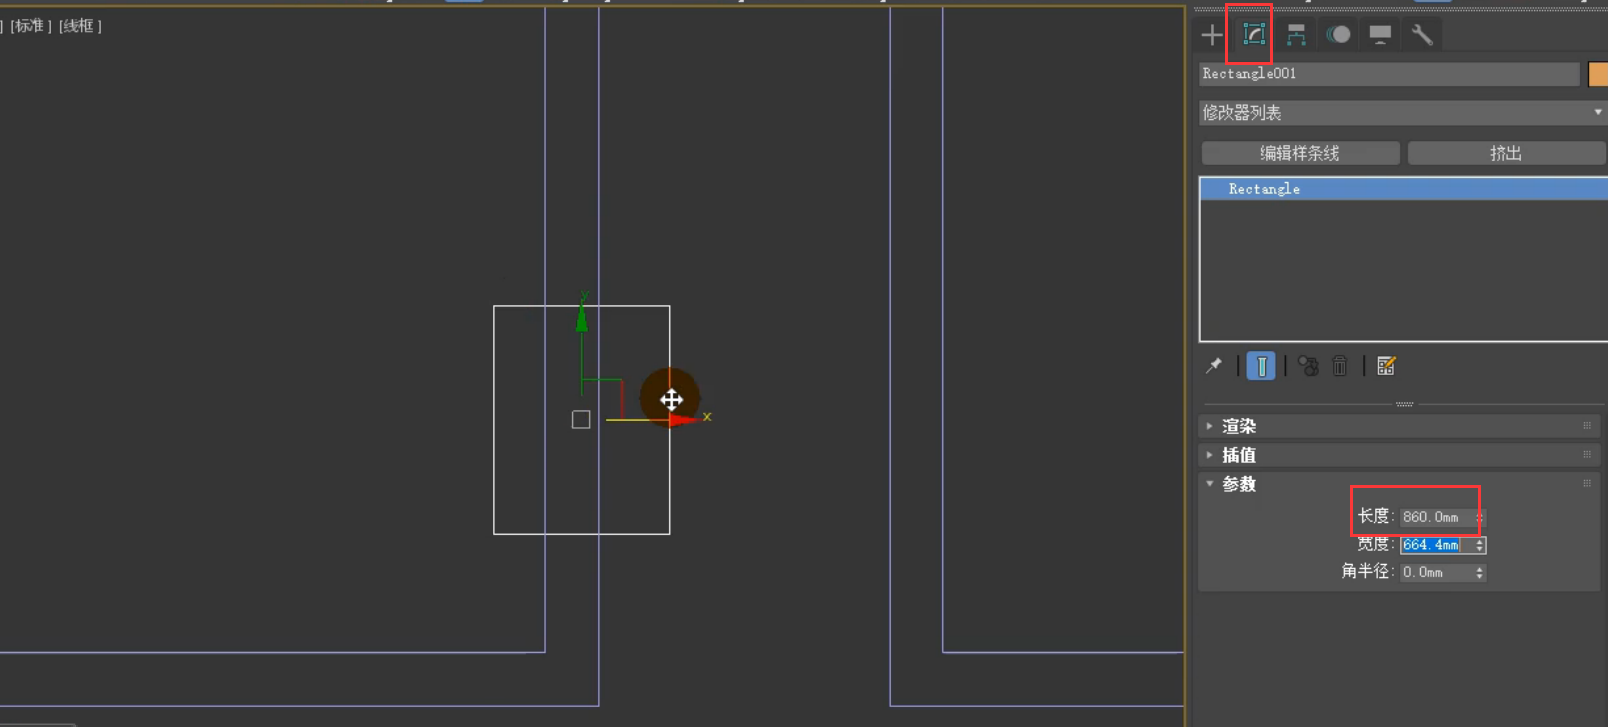 ] [标准 ] [线框 ]
Rectangle001
修改器列表
编辑样条线 挤出
Rectangle
y
x
渲染
插值
参数
长度: 860.0mm
宽度: 664.4mm
角半径: 0.0mm